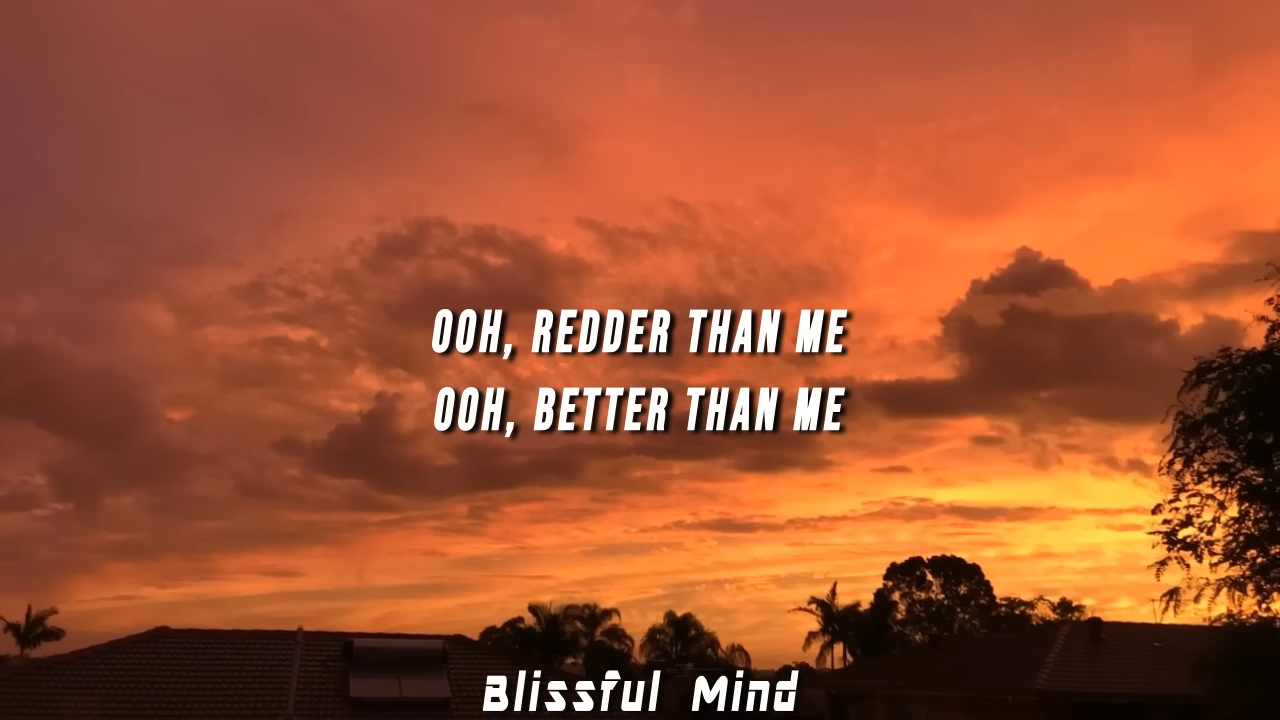 OOH, REDDER THAN ME
OOH, BETTER THAN ME
Blissful Mind